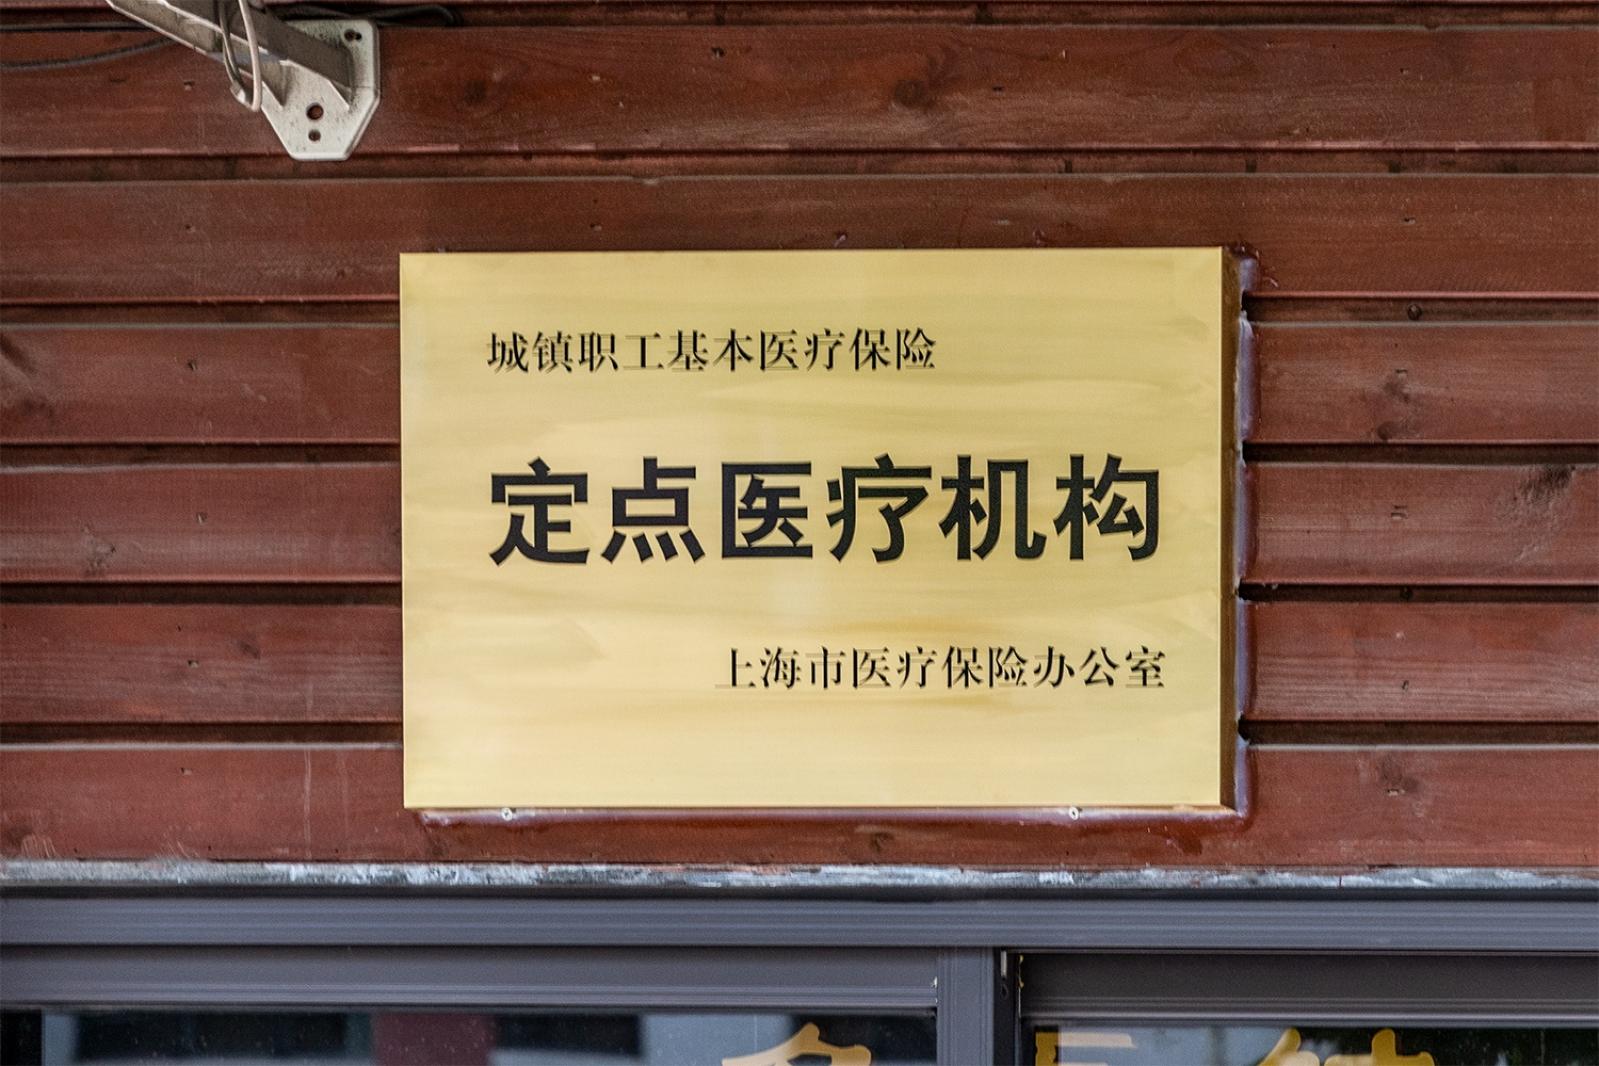 城镇职工基本医疗保险
定点医疗机构
上海市医疗保险办公室